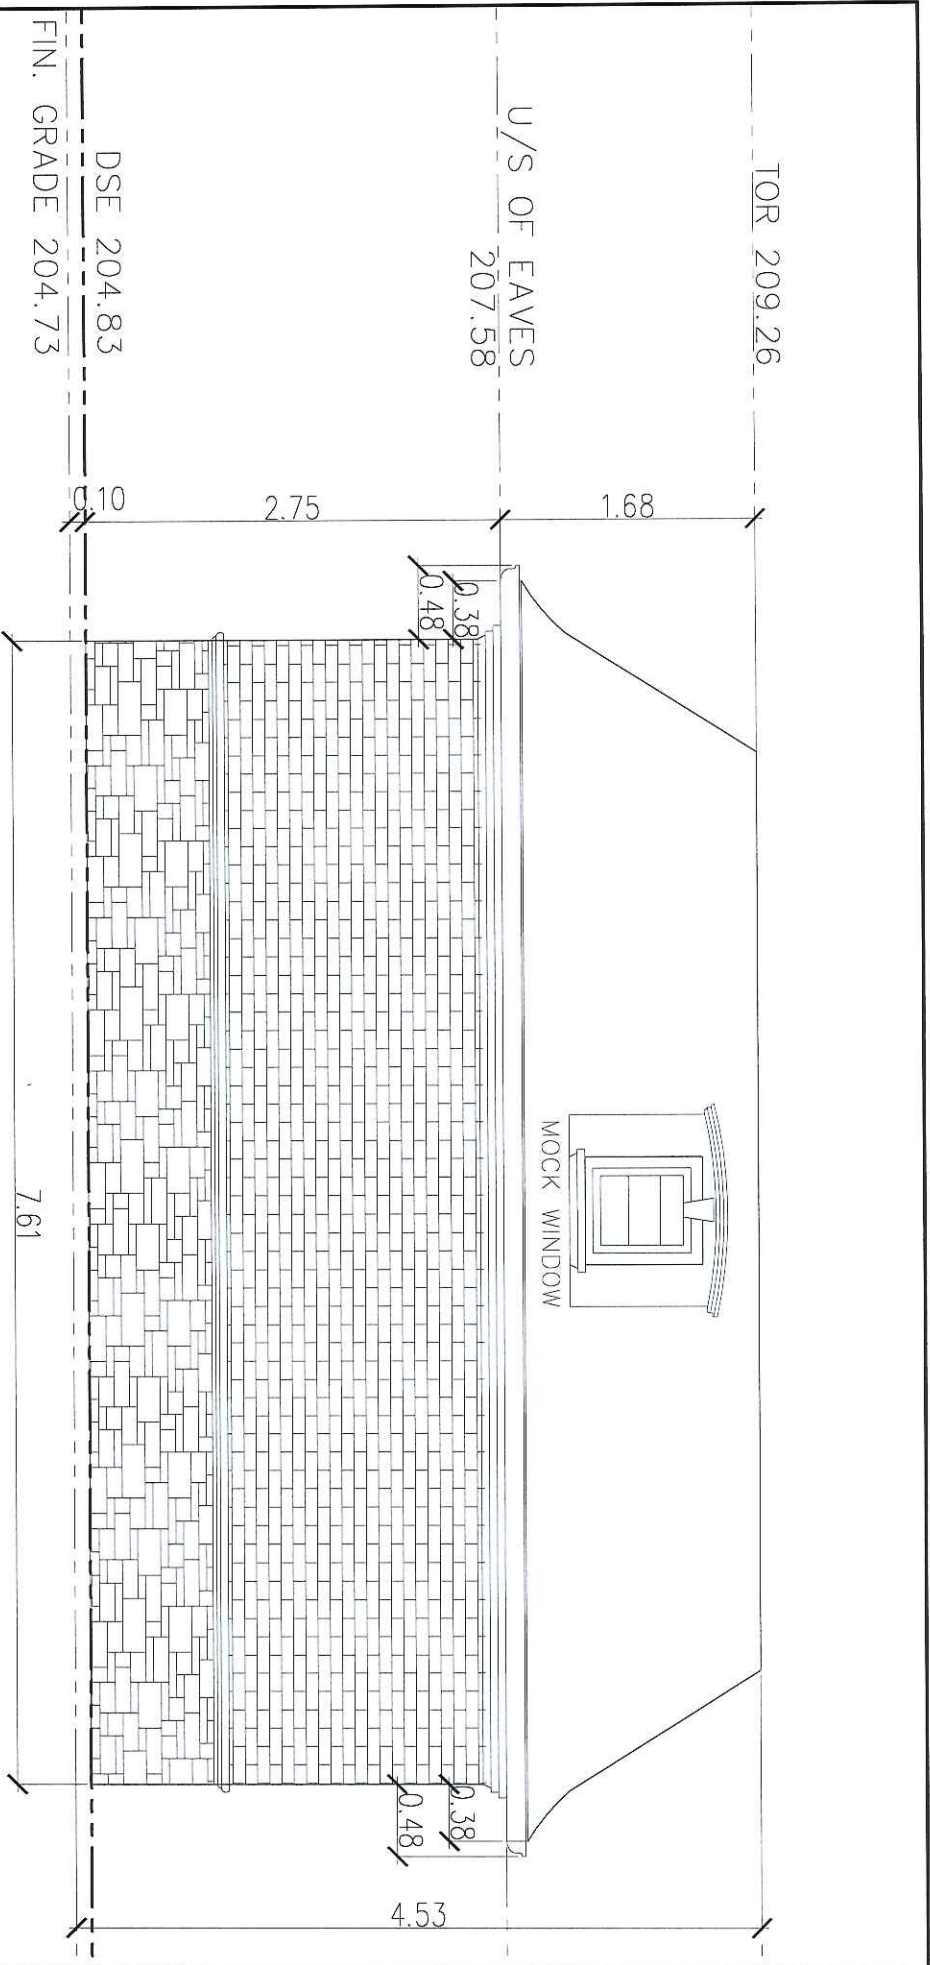 TOR 209.26
1.68
U/S OF EAVES
207.58
MOCK WINDOW
0.38
0.48
0.38
0.48
2.75
4.53
DSE 204.83
0.10
FIN. GRADE 204.73
7.61